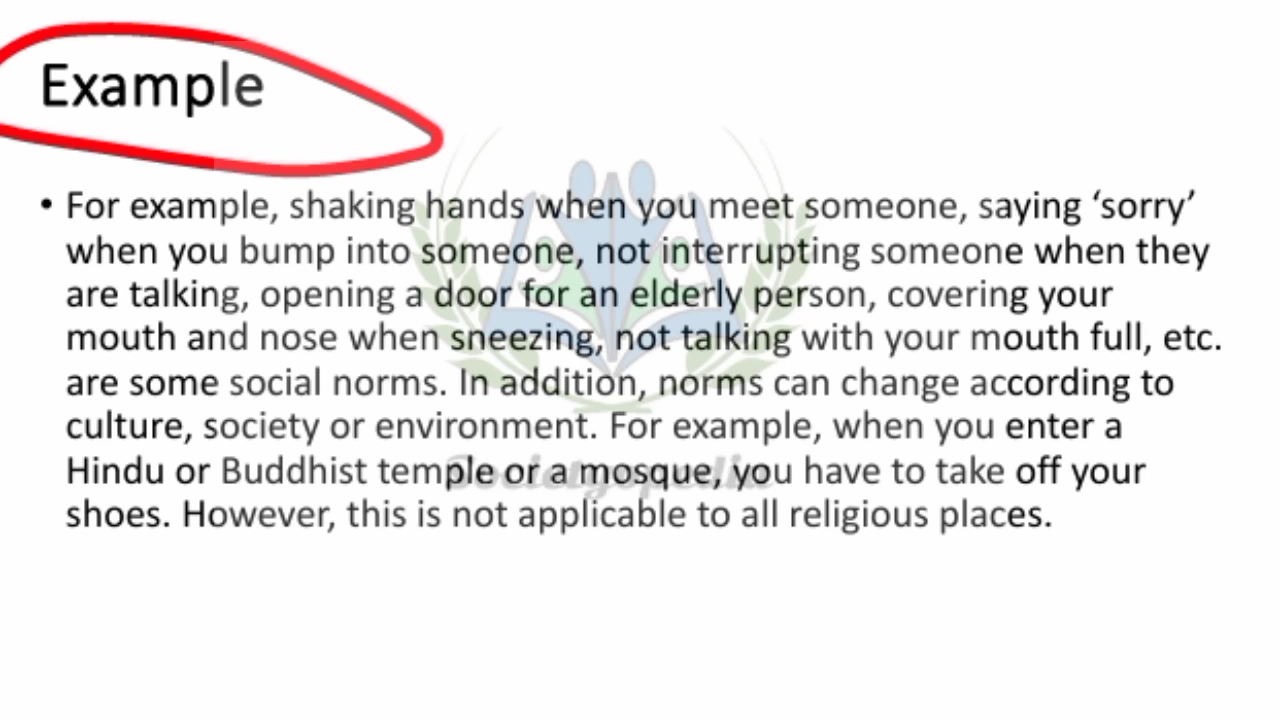 Example
• For example, shaking hands when you meet someone, saying ‘sorry’
when you bump into someone, not interrupting someone when they
are talking, opening a door for an elderly person, covering your
mouth and nose when sneezing, not talking with your mouth full, etc.
are some social norms. In addition, norms can change according to
culture, society or environment. For example, when you enter a
Hindu or Buddhist temple or a mosque, you have to take off your
Societyopedia
shoes. However, this is not applicable to all religious places.